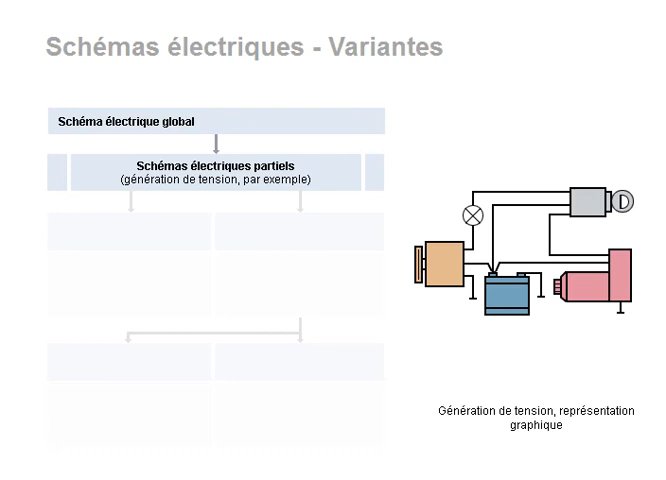 Schémas électriques - Variantes
Schéma électrique global
Schémas électriques partiels
(génération de tension, par exemple)
Génération de tension, représentation
graphique